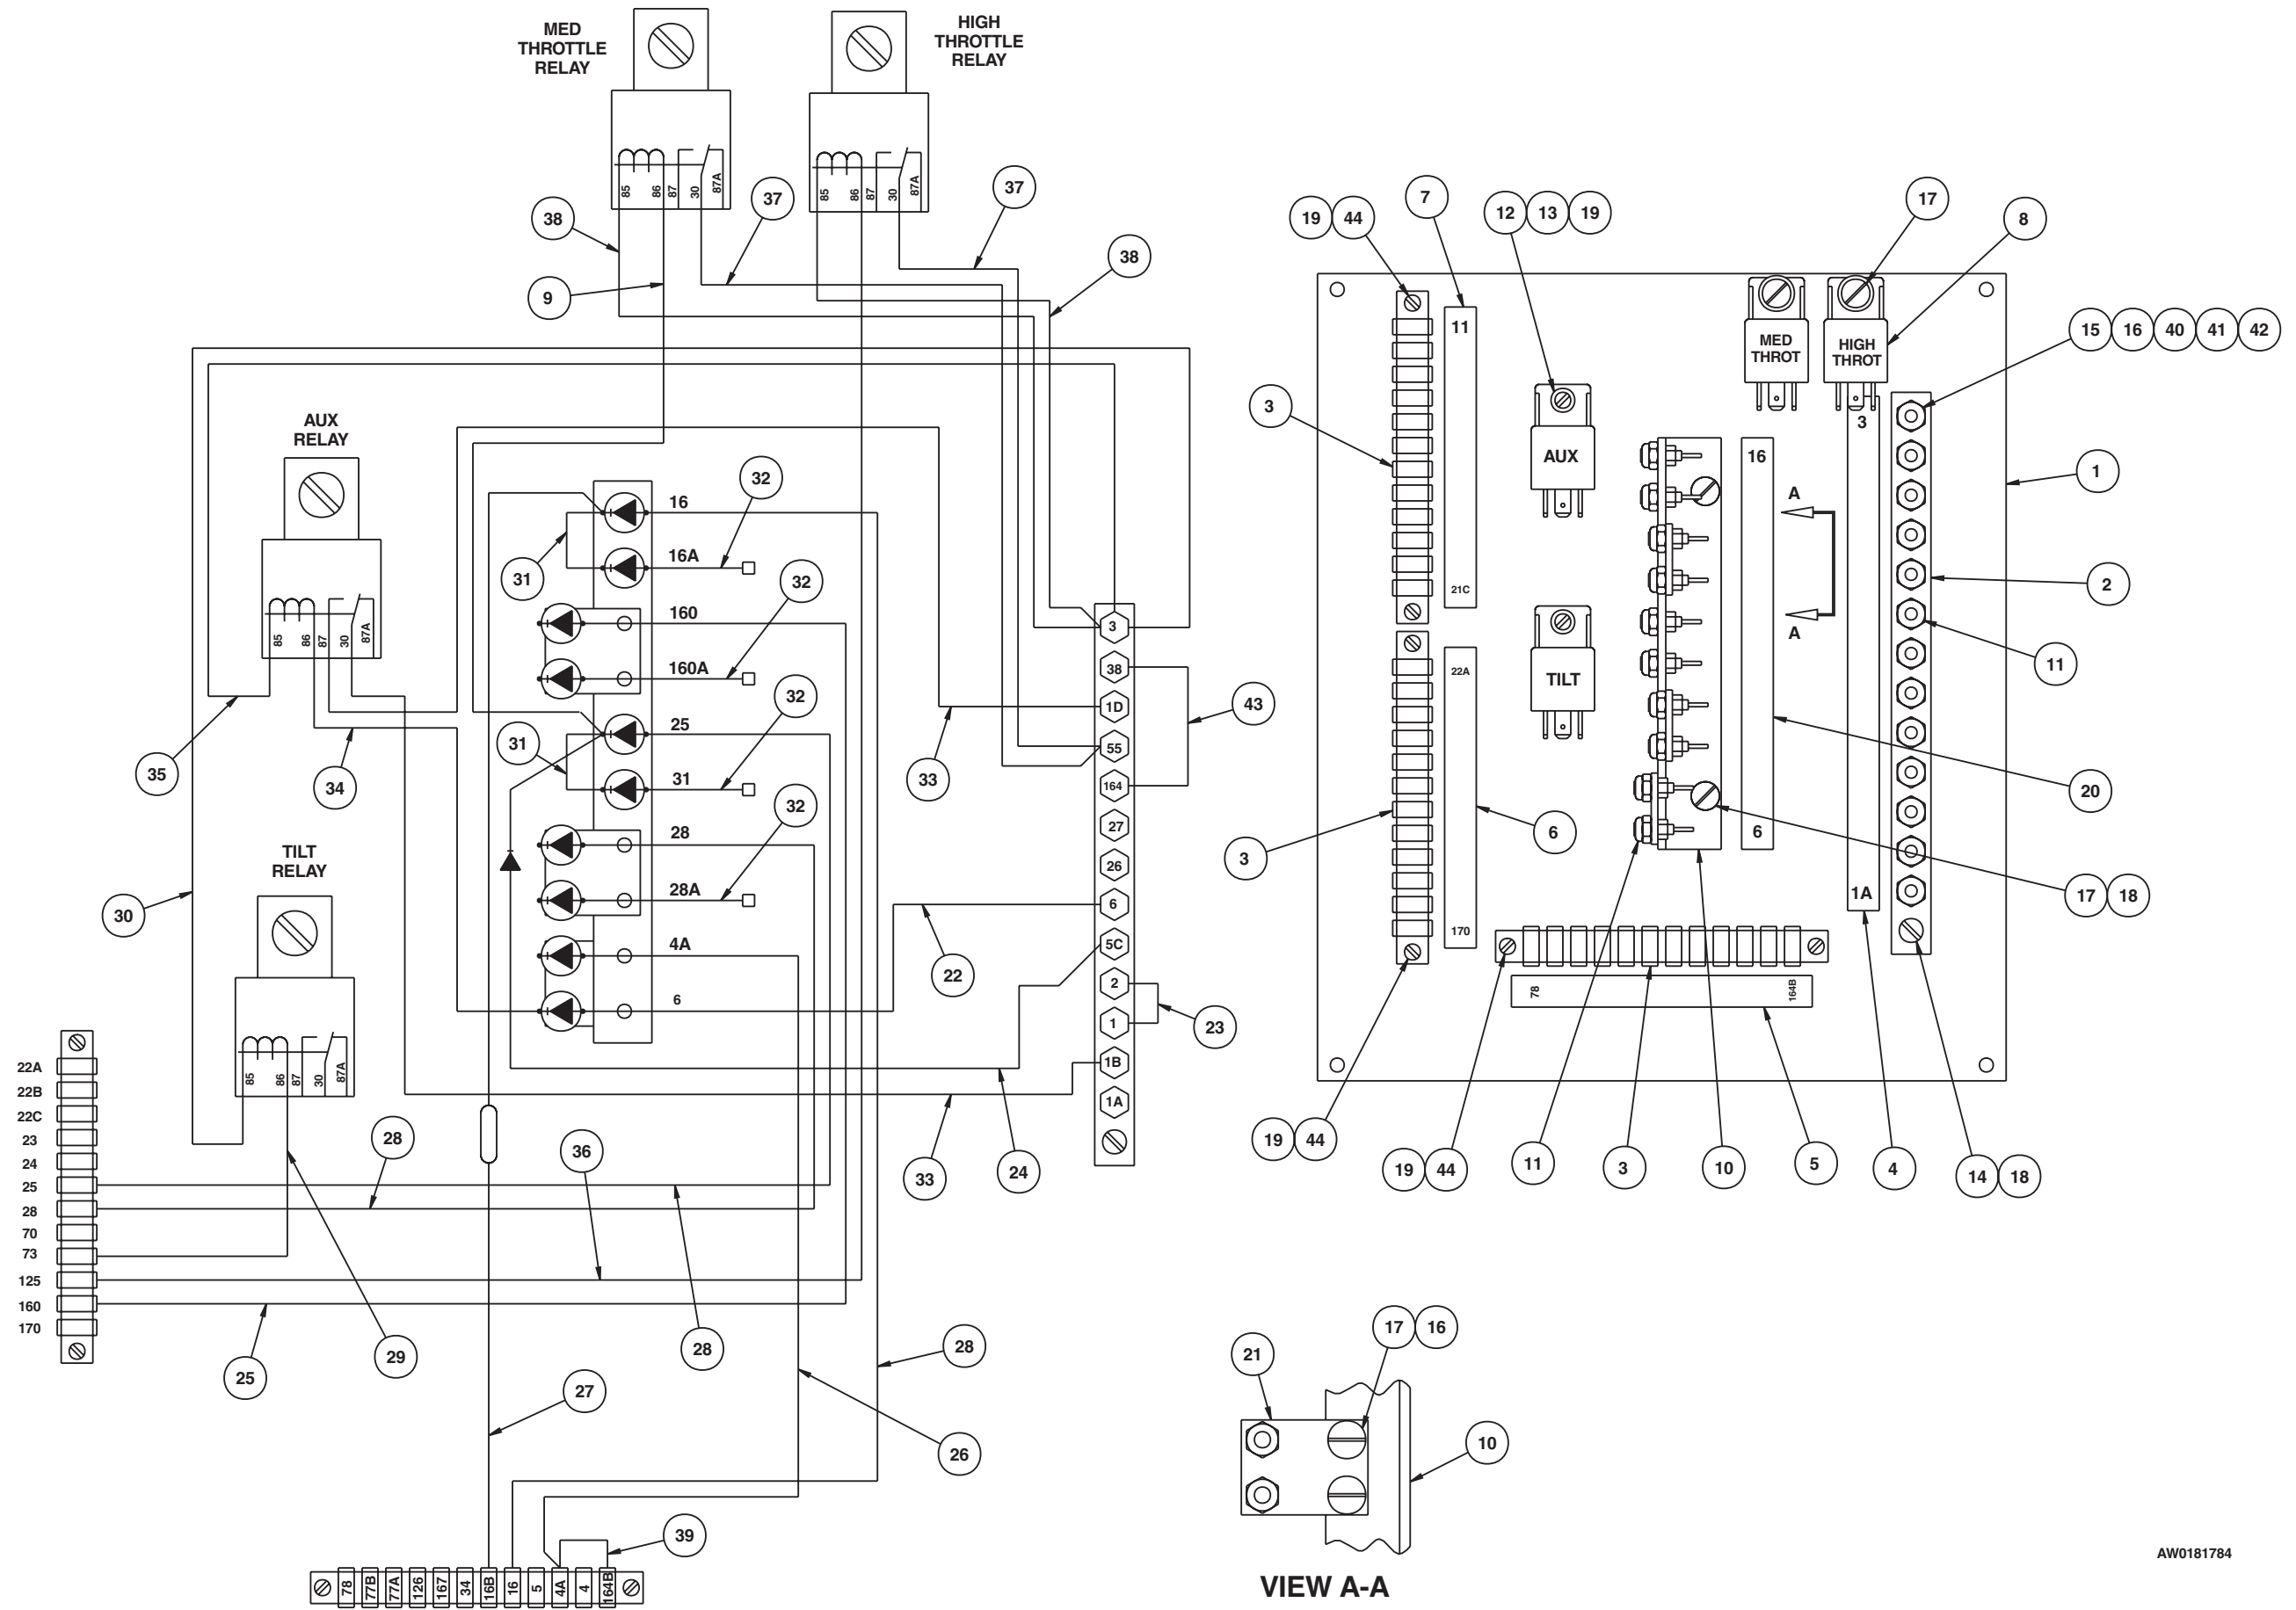 MED
THROTTLE
RELAY
HIGH
THROTTLE
RELAY
85
86
87
30
87A
85
86
87
30
87A
38
9
37
37
38
AUX
RELAY
85
86
87
30
87A
35
34
TILT
RELAY
85
86
87
30
87A
30
16
16A
160
160A
25
31
28
28A
4A
6
32
31
32
32
31
32
3
38
1D
55
164
27
26
6
5C
2
1
1B
1A
43
33
22
23
24
33
22A
22B
22C
23
24
25
28
70
73
125
160
170
28
36
25
29
28
27
28
26
39
78
77B
77A
126
167
34
16B
16
5
4A
4
164B
19
44
7
12
13
19
17
8
15
16
40
41
42
3
11
21C
AUX
MED
THROT
HIGH
THROT
3
16
A
A
1
2
11
22A
170
TILT
6
1A
20
3
6
17
18
78
164B
19
44
19
44
11
3
10
5
4
14
18
21
17
16
10
VIEW A-A
AW0181784